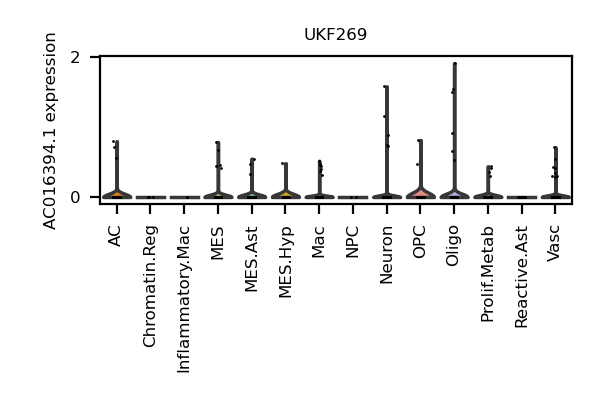 UKF269
AC016394.1 expression
2
0
AC
Chromatin.Reg
Inflammatory.Mac
MES
MES.Ast
MES.Hyp
Mac
NPC
Neuron
OPC
Oligo
Prolif.Metab
Reactive.Ast
Vasc